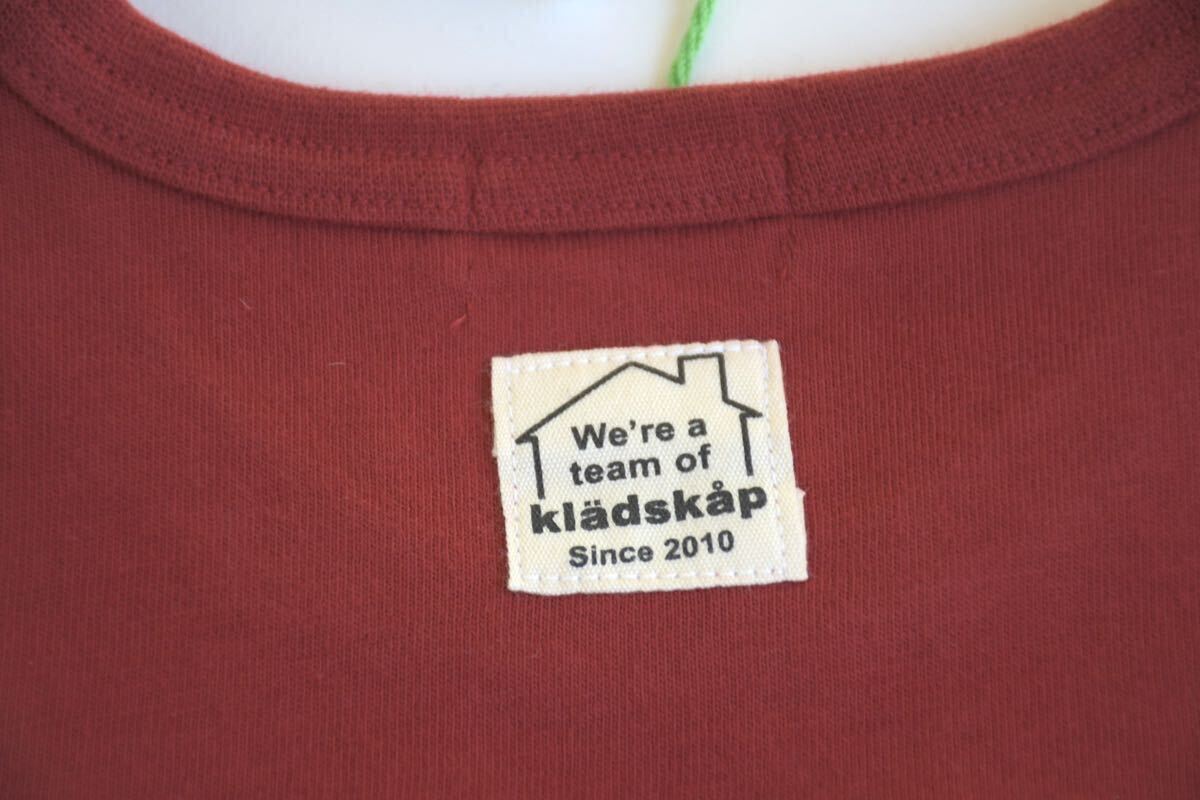 We're a
team of
klädskåp
Since 2010